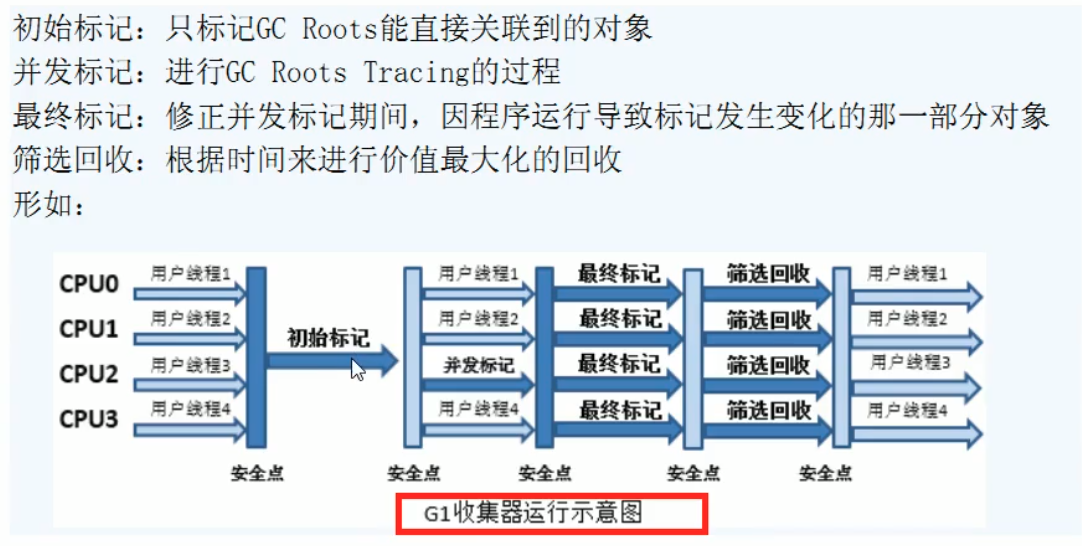 初始标记：只标记GC Roots能直接关联到的对象
并发标记：进行GC Roots Tracing的过程
最终标记：修正并发标记期间，因程序运行导致标记发生变化的那一部分对象
筛选回收：根据时间来进行价值最大化的回收
形如：
CPU0 用户线程1 用户线程1 最终标记 筛选回收 用户线程1
CPU1 用户线程2 用户线程2 最终标记 筛选回收 用户线程2
初始标记
CPU2 用户线程3 并发标记 最终标记 筛选回收 用户线程3
CPU3 用户线程4 用户线程4 最终标记 筛选回收 用户线程4
安全点 安全点 安全点 安全点 安全点
G1收集器运行示意图